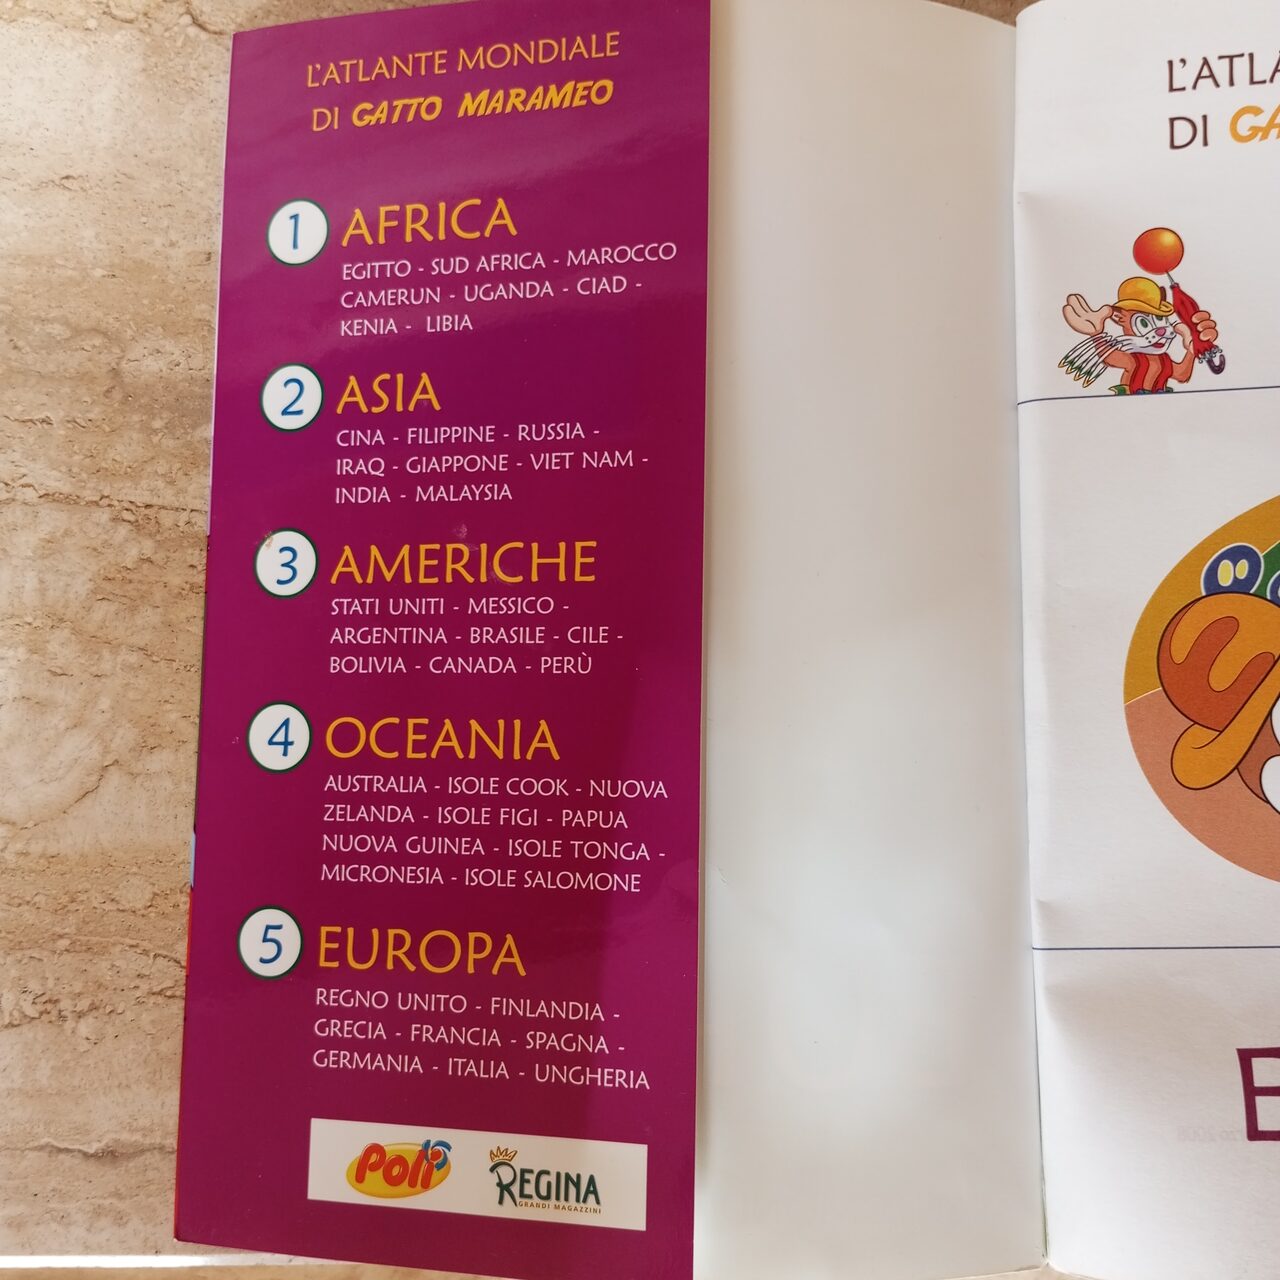 L'ATLANTE MONDIALE
DI GATTO MARAMEO
1 AFRICA
EGITTO - SUD AFRICA - MAROCCO
CAMERUN - UGANDA - CIAD -
KENIA - LIBIA
2 ASIA
CINA - FILIPPINE - RUSSIA -
IRAQ - GIAPPONE - VIET NAM -
INDIA - MALAYSIA
3 AMERICHE
STATI UNITI - MESSICO -
ARGENTINA - BRASILE - CILE -
BOLIVIA - CANADA - PERÙ
4 OCEANIA
AUSTRALIA - ISOLE COOK - NUOVA
ZELANDA - ISOLE FIGI - PAPUA
NUOVA GUINEA - ISOLE TONGA -
MICRONESIA - ISOLE SALOMONE
5 EUROPA
REGNO UNITO - FINLANDIA -
GRECIA - FRANCIA - SPAGNA -
GERMANIA - ITALIA - UNGHERIA
Poli
REGINA
GRANDI MAGAZZINI
L'ATLA
DI GA